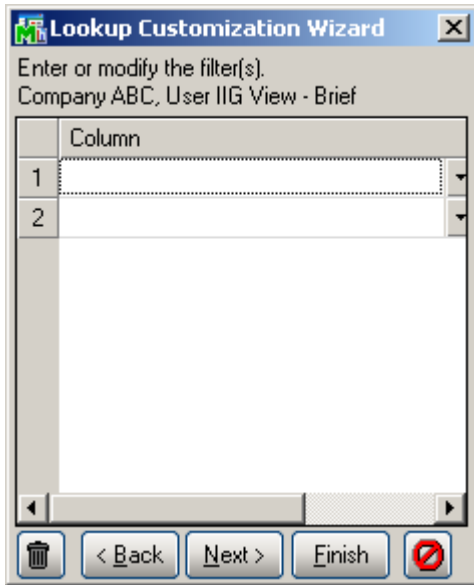 Lookup Customization Wizard
Enter or modify the filter(s).
Company ABC, User IIG View - Brief
Column
1
2
< Back Next > Finish